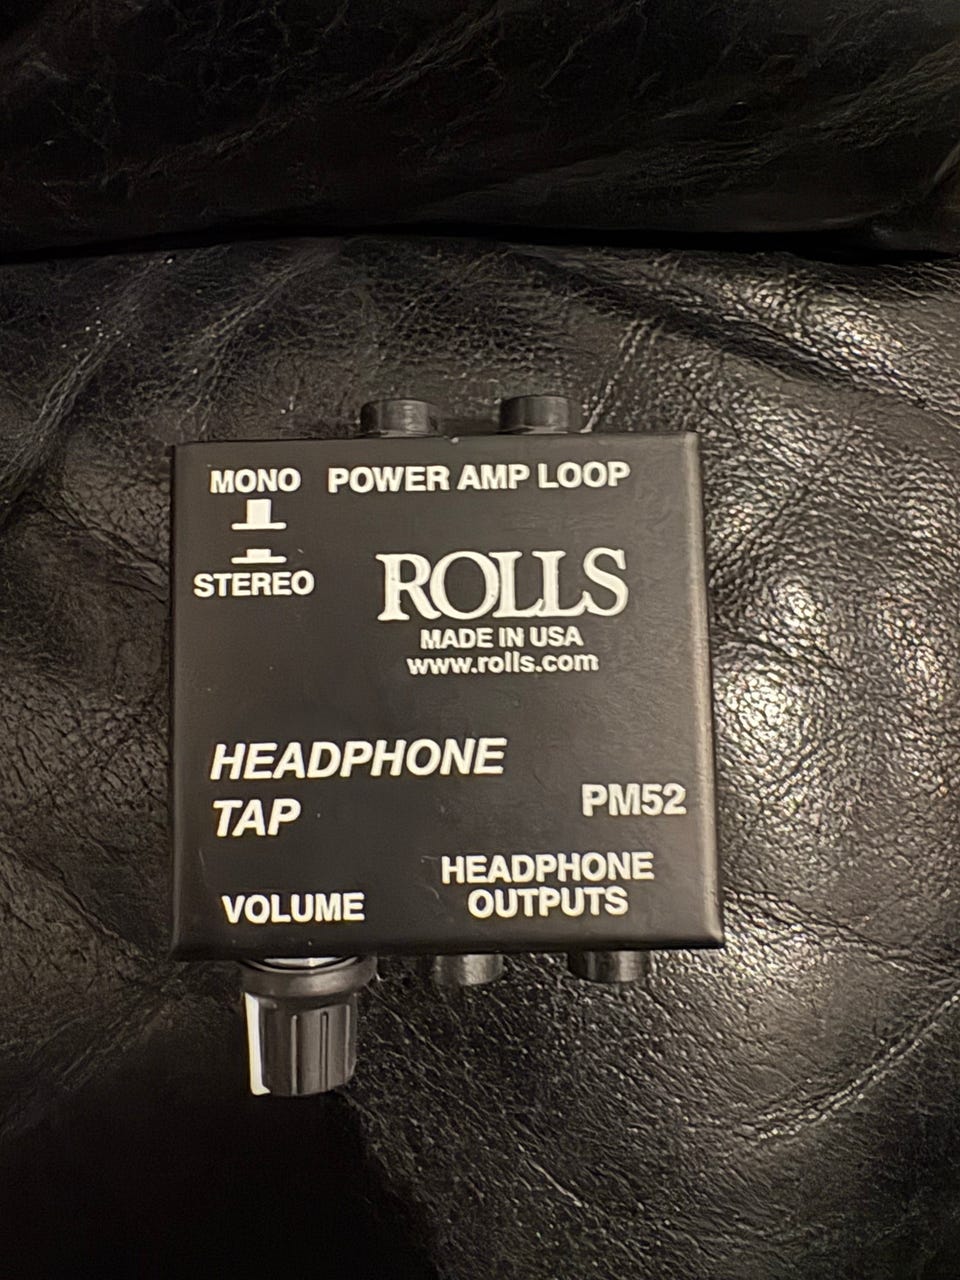 MONO
POWER AMP LOOP
STEREO
ROLLS
MADE IN USA
www.rolls.com
HEADPHONE
TAP
PM52
VOLUME
HEADPHONE
OUTPUTS